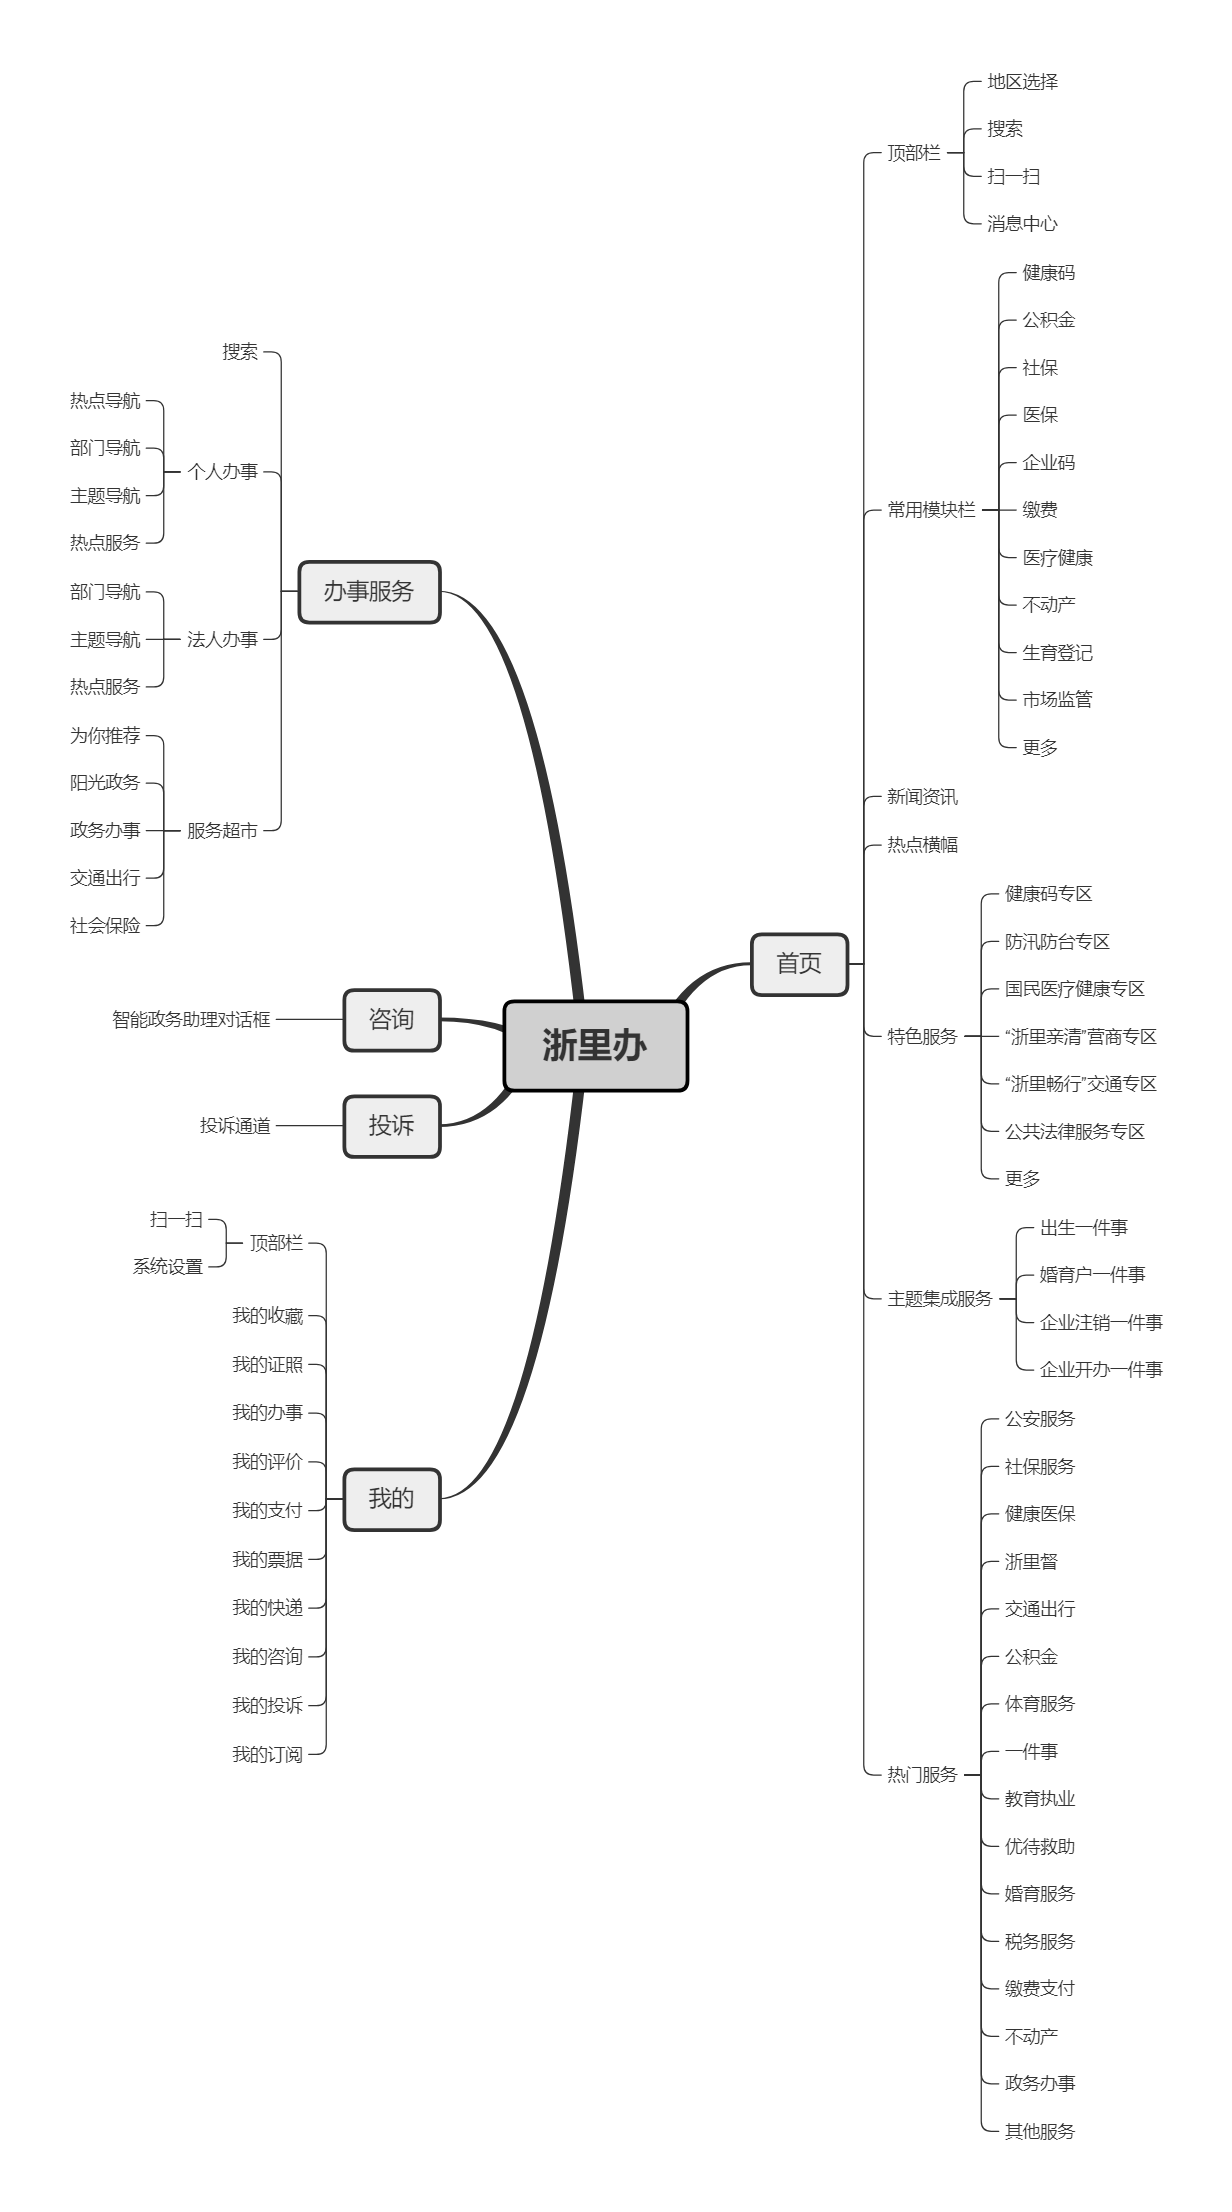 浙里办
首页
顶部栏
地区选择
搜索
扫一扫
消息中心
常用模块栏
健康码
公积金
社保
医保
企业码
缴费
医疗健康
不动产
生育登记
市场监管
更多
新闻资讯
热点横幅
特色服务
健康码专区
防汛防台专区
国民医疗健康专区
“浙里亲清”营商专区
“浙里畅行”交通专区
公共法律服务专区
更多
主题集成服务
出生一件事
婚育户一件事
企业注销一件事
企业开办一件事
热门服务
公安服务
社保服务
健康医保
浙里督
交通出行
公积金
体育服务
一件事
教育执业
优待救助
婚育服务
税务服务
缴费支付
不动产
政务办事
其他服务
办事服务
搜索
个人办事
热点导航
部门导航
主题导航
热点服务
法人办事
部门导航
主题导航
热点服务
服务超市
为你推荐
阳光政务
政务办事
交通出行
社会保险
咨询
智能政务助理对话框
投诉
投诉通道
我的
顶部栏
扫一扫
系统设置
我的收藏
我的证照
我的办事
我的评价
我的支付
我的票据
我的快递
我的咨询
我的投诉
我的订阅